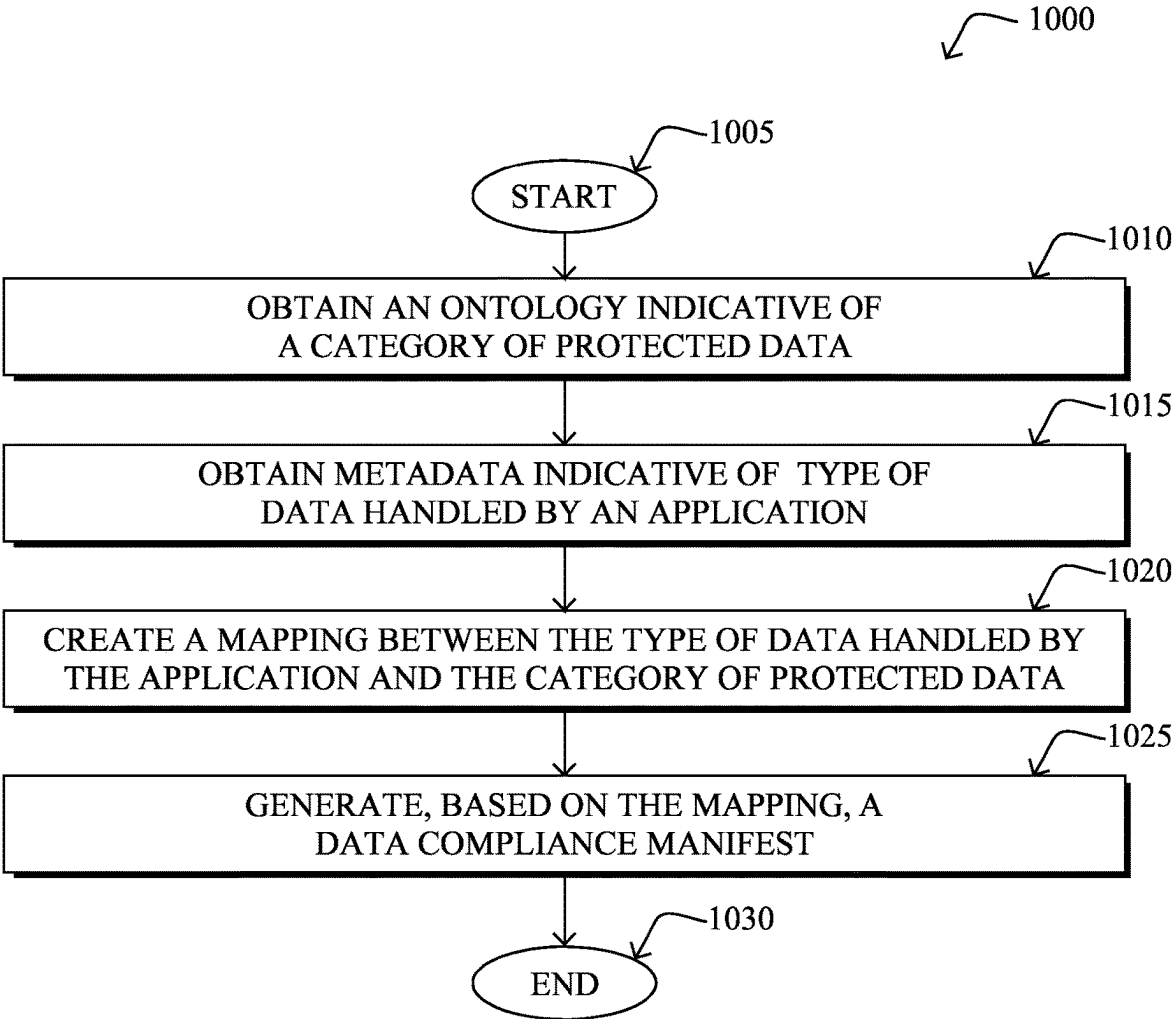 1000
1005
START
1010
OBTAIN AN ONTOLOGY INDICATIVE OF
A CATEGORY OF PROTECTED DATA
1015
OBTAIN METADATA INDICATIVE OF TYPE OF
DATA HANDLED BY AN APPLICATION
1020
CREATE A MAPPING BETWEEN THE TYPE OF DATA HANDLED BY
THE APPLICATION AND THE CATEGORY OF PROTECTED DATA
1025
GENERATE, BASED ON THE MAPPING, A
DATA COMPLIANCE MANIFEST
1030
END